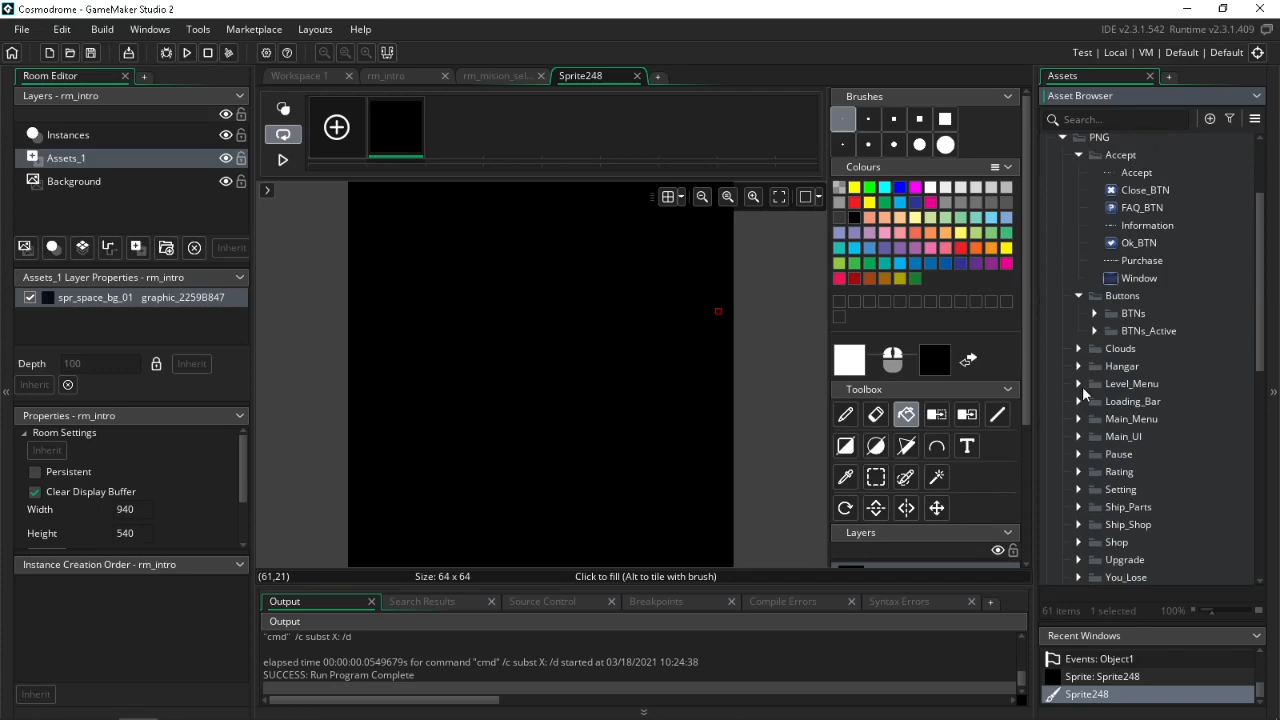 Cosmodrome - GameMaker Studio 2
File Edit Build Windows Tools Marketplace Layouts Help
IDE v2.3.1.542 Runtime v2.3.1.409
Test | Local | VM | Default | Default
Room Editor
Layers - rm_intro
Instances
Assets_1
Background
Inherit
Assets_1 Layer Properties - rm_intro
spr_space_bg_01 graphic_2259B847
Depth 100 Inherit
Inherit
Properties - rm_intro
Room Settings
Inherit
Persistent
Clear Display Buffer
Width 940
Height 540
Instance Creation Order - rm_intro
Inherit
Workspace 1 rm_intro rm_mision_sel... Sprite248
Brushes
Colours
Toolbox
Layers
(61,21) Size: 64 x 64 Click to fill (Alt to tile with brush)
Output Search Results Source Control Breakpoints Compile Errors Syntax Errors
Output
"cmd" /c subst X: /d
elapsed time 00:00:00.0549679s for command "cmd" /c subst X: /d started at 03/18/2021 10:24:38
SUCCESS: Run Program Complete
Assets
Asset Browser
Search...
PNG
Accept
Accept
Close_BTN
FAQ_BTN
Information
Ok_BTN
Purchase
Window
Buttons
BTNs
BTNs_Active
Clouds
Hangar
Level_Menu
Loading_Bar
Main_Menu
Main_UI
Pause
Rating
Setting
Ship_Parts
Ship_Shop
Shop
Upgrade
You_Lose
61 items 1 selected 100%
Recent Windows
Events: Object1
Sprite: Sprite248
Sprite248